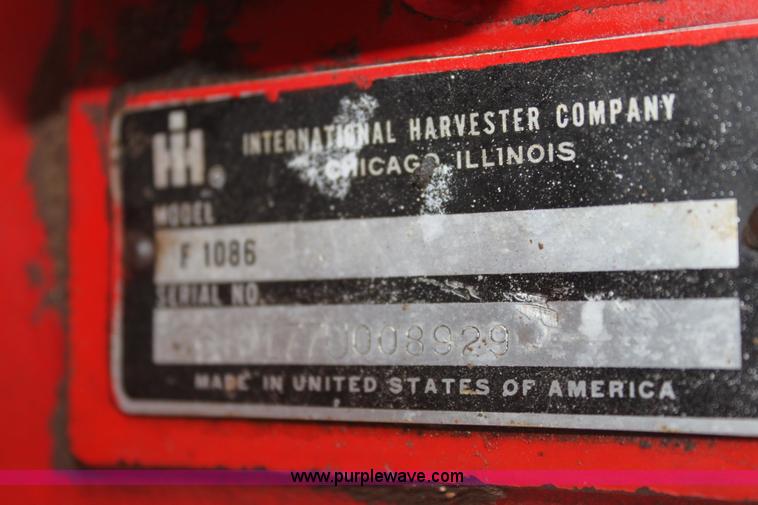 IH
INTERNATIONAL HARVESTER COMPANY
CHICAGO ILLINOIS
MODEL
F 1086
SERIAL NO.
U008929
MADE IN UNITED STATES OF AMERICA
www.purplewave.com